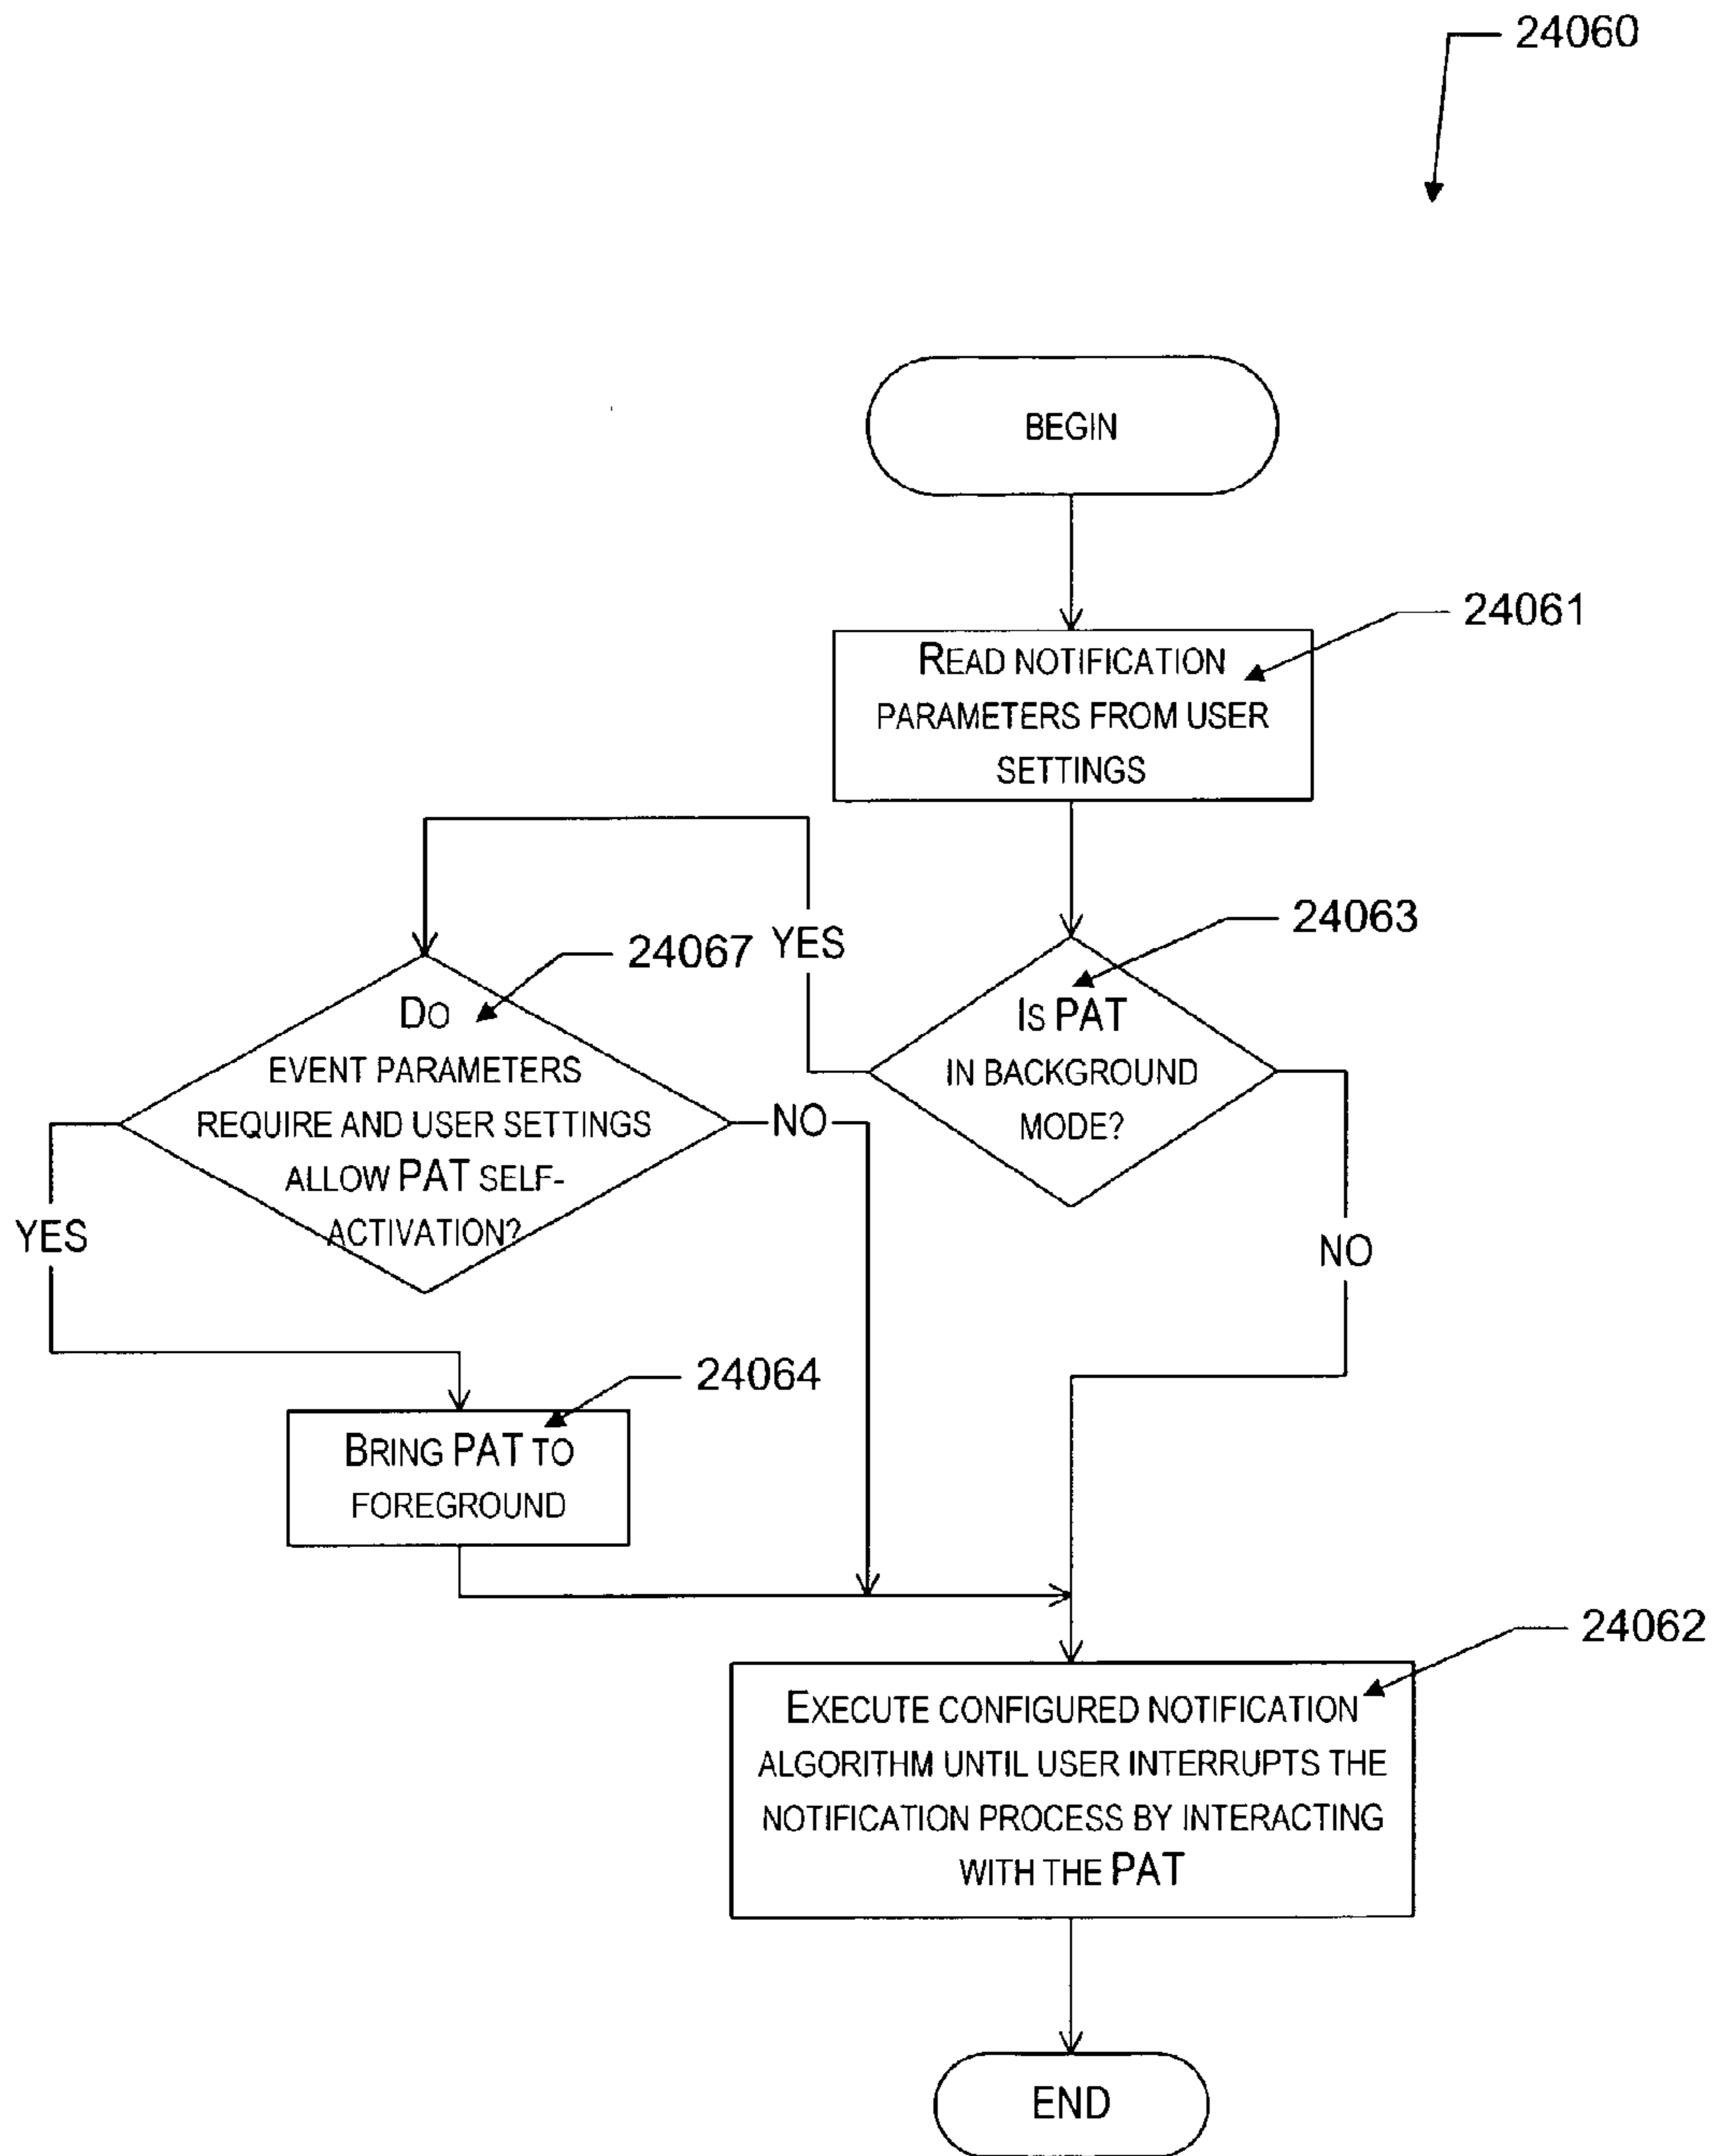 24060
BEGIN
24061
READ NOTIFICATION
PARAMETERS FROM USER
SETTINGS
24063
24067
YES
IS PAT
IN BACKGROUND
MODE?
DO
EVENT PARAMETERS
REQUIRE AND USER SETTINGS
ALLOW PAT SELF-
ACTIVATION?
NO
YES
NO
24064
BRING PAT TO
FOREGROUND
24062
EXECUTE CONFIGURED NOTIFICATION
ALGORITHM UNTIL USER INTERRUPTS THE
NOTIFICATION PROCESS BY INTERACTING
WITH THE PAT
END